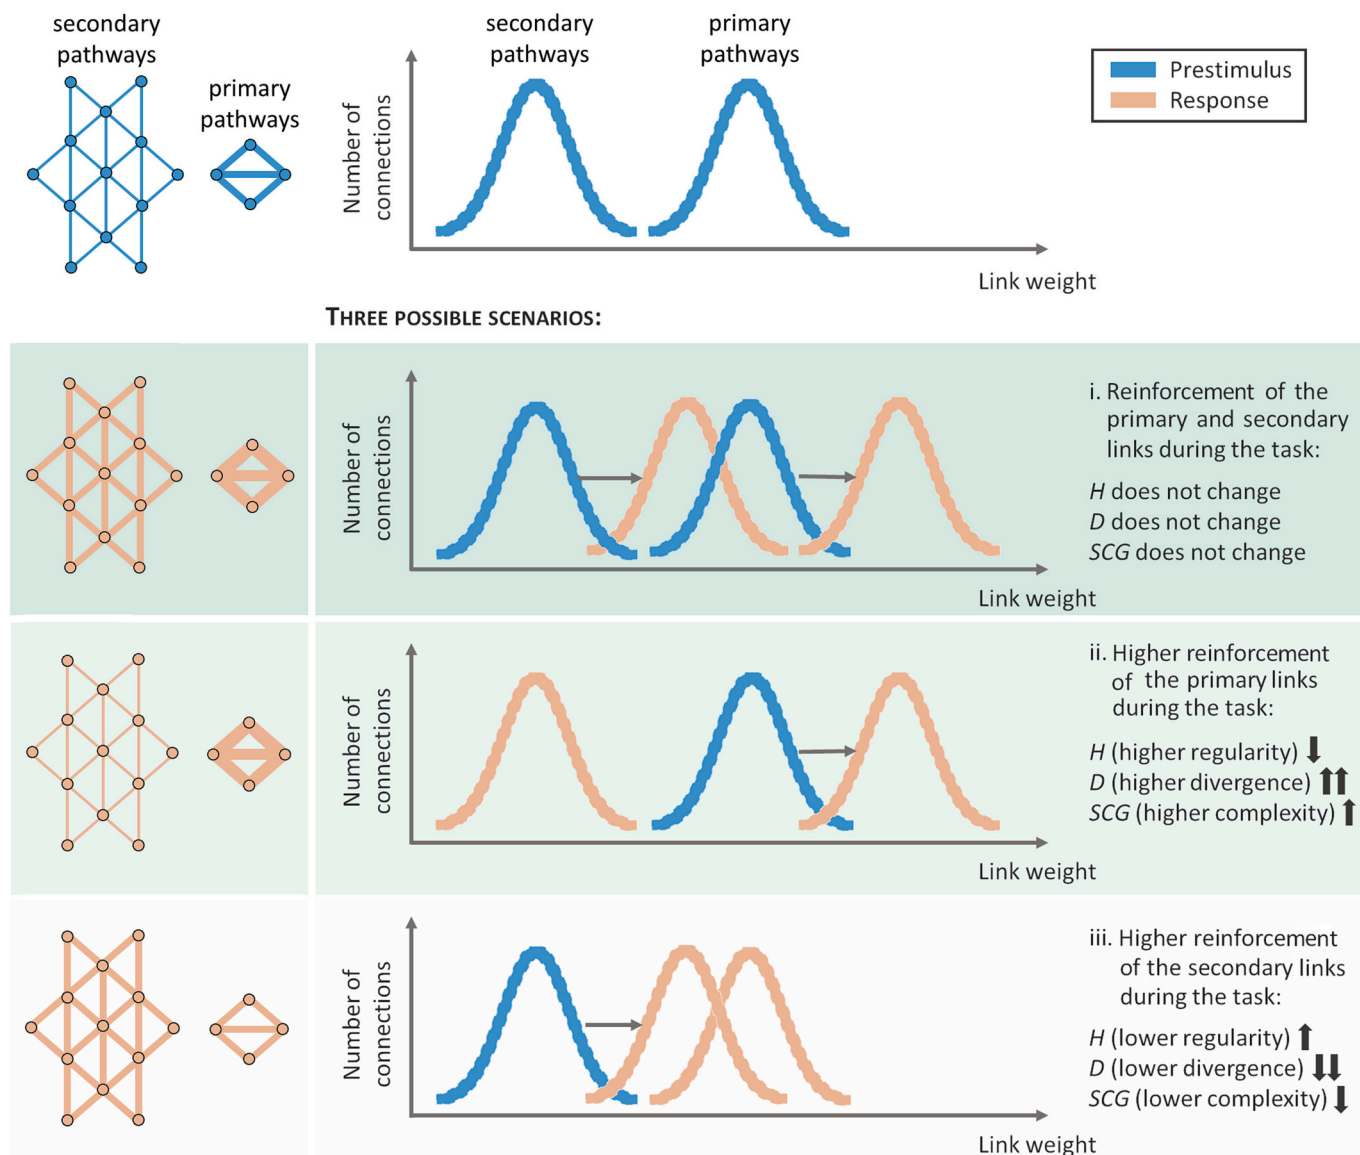 secondary
pathways
primary
pathways
secondary
pathways
primary
pathways
Number of
connections
Link weight
Prestimulus
Response
THREE POSSIBLE SCENARIOS:
Number of
connections
Link weight
i. Reinforcement of the
primary and secondary
links during the task:
H does not change
D does not change
SCG does not change
Number of
connections
Link weight
ii. Higher reinforcement
of the primary links
during the task:
H (higher regularity) ⬇
D (higher divergence) ⬆⬆
SCG (higher complexity) ⬆
Number of
connections
Link weight
iii. Higher reinforcement
of the secondary links
during the task:
H (lower regularity) ⬆
D (lower divergence) ⬇⬇
SCG (lower complexity) ⬇